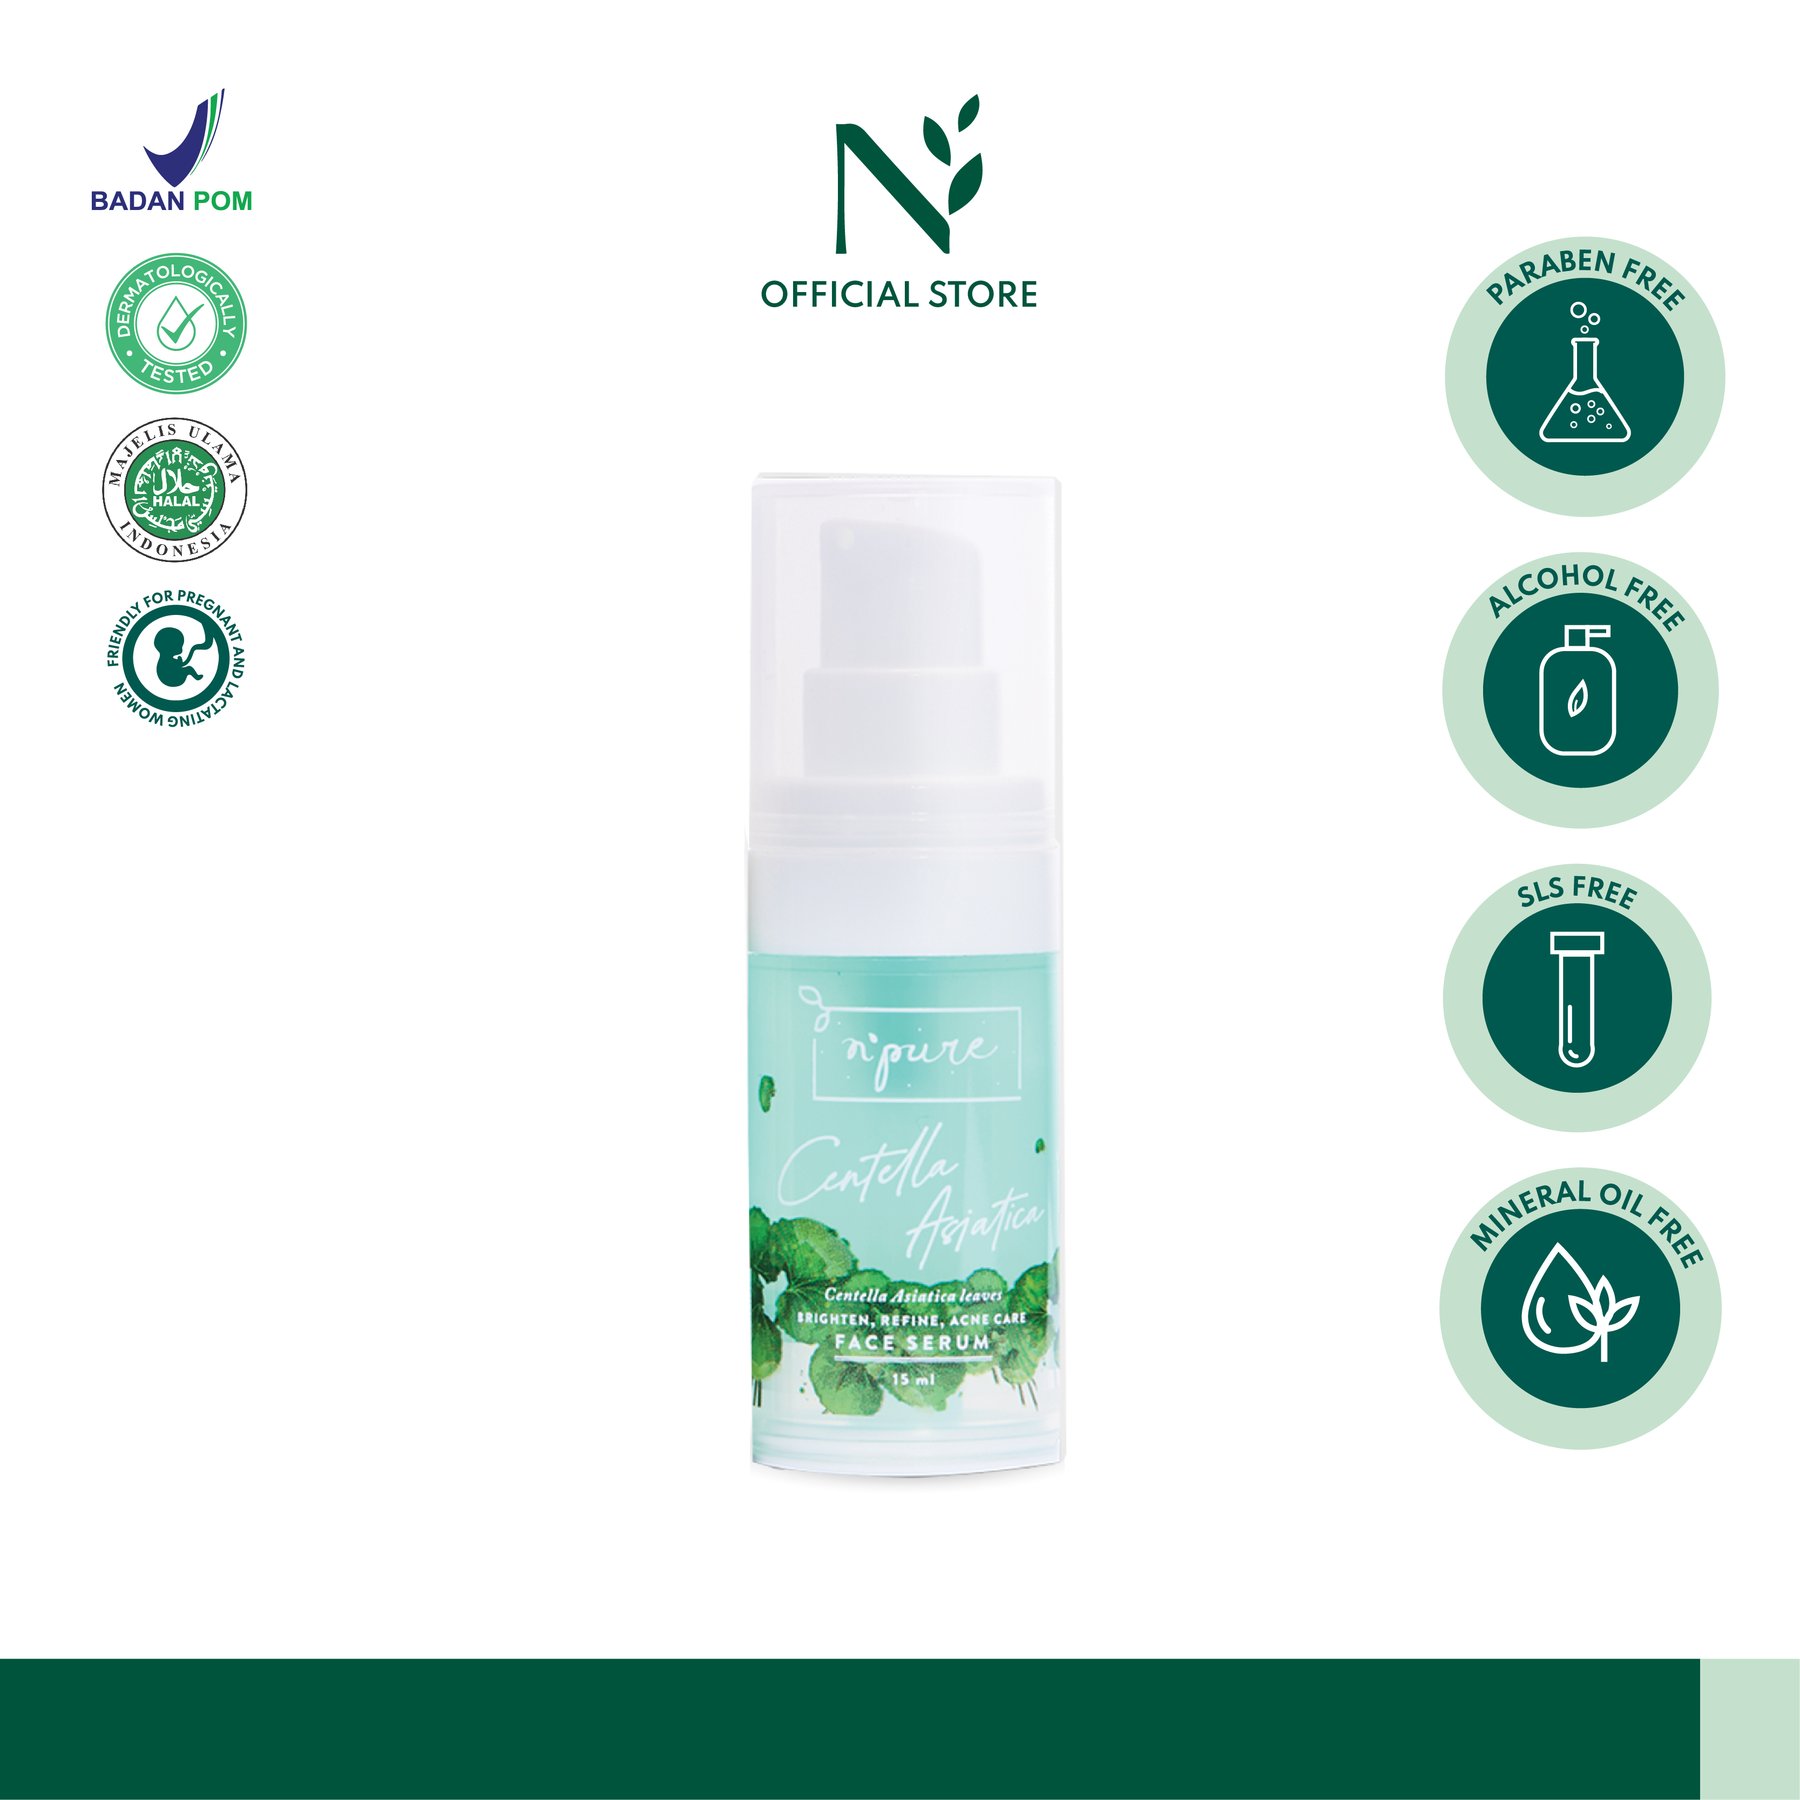 BADAN POM
DERMATOLOGICALLY
TESTED
MAJELIS ULAMA
حلال
HALAL
INDONESIA
FRIENDLY FOR PREGNANT AND LACTATING WOMEN
N
OFFICIAL STORE
n'pure
Centella
Asiatica
Centella Asiatica leaves
BRIGHTEN, REFINE, ACNE CARE
FACE SERUM
15 ml
PARABEN FREE
ALCOHOL FREE
SLS FREE
MINERAL OIL FREE